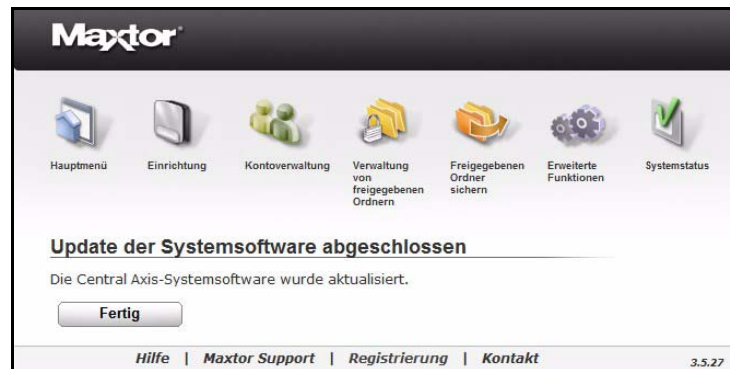 Maxtor
Hauptmenü
Einrichtung
Kontoverwaltung
Verwaltung
von
freigegebenen
Ordnern
Freigegebenen
Ordner
sichern
Erweiterte
Funktionen
Systemstatus
Update der Systemsoftware abgeschlossen
Die Central Axis-Systemsoftware wurde aktualisiert.
Fertig
Hilfe | Maxtor Support | Registrierung | Kontakt
3.5.27